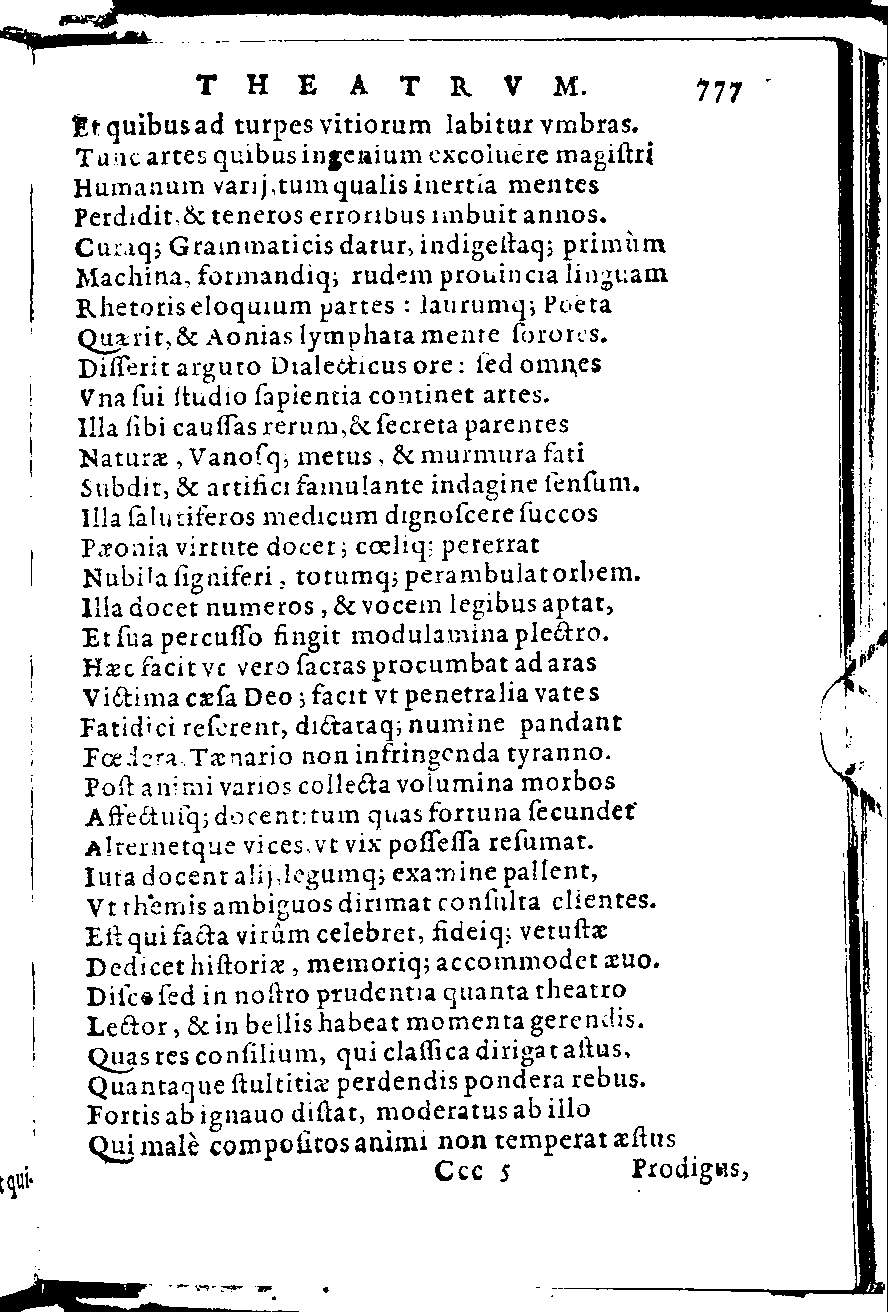 THEATRVM. 777
Et quibus ad turpes vitiorum labitur vmbras.
Tunc artes quibus ingenium excoluêre magiſtri
Humanum varij, tum qualis inertia mentes
Perdidit, & teneros erroribus imbuit annos.
Curaq; Grammaticis datur, indigeſtaq; primùm
Machina, formandiq; rudem prouincia linguam
Rhetoris eloquium partes : laurumq; Poëta
Quærit, & Aonias lymphata mente ſorores.
Diſſerit arguto Dialecticus ore: ſed omnes
Vna ſui ſtudio ſapientia continet artes.
Illa ſibi cauſſas rerum, & ſecreta parentes
Naturæ, Vanoſq; metus, & murmura fati
Subdit, & artifici famulante indagine ſenſum.
Illa ſalutiferos medicum dignoſcere ſuccos
Pæonia virtute docet; cœliq; pererrat
Nubila ſigniferi, totumq; perambulat orbem.
Illa docet numeros, & vocem legibus aptat,
Et ſua percuſſo fingit modulamina plectro.
Hæc facit vt vero ſacras procumbat ad aras
Victima cæſa Deo; facit vt penetralia vates
Fatidici reſerent, dictataq; numine pandant
Fœdera Tænario non infringenda tyranno.
Poſt animi varios collecta volumina morbos
Affectuſq; docent: tum quas fortuna ſecundet
Alternetque vices, vt vix poſſeſſa reſumat.
Iura docent alij, legumq; examine paſſent,
Vt themis ambiguos dirimat conſulta clientes.
Eſt qui facta virûm celebret, fideiq; vetuſtæ
Dedicet hiſtoriæ, memoriq; accommodet æuo.
Diſce ſed in noſtro prudentia quanta theatro
Lector, & in bellis habeat momenta gerendis.
Quas res conſilium, qui claſſica dirigat aſtus,
Quantaque ſtultitiæ perdendis pondera rebus.
Fortis ab ignauo diſtat, moderatus ab illo
Qui malè compoſitos animi non temperat æſtus
Ccc 5 Prodigus,
qui-